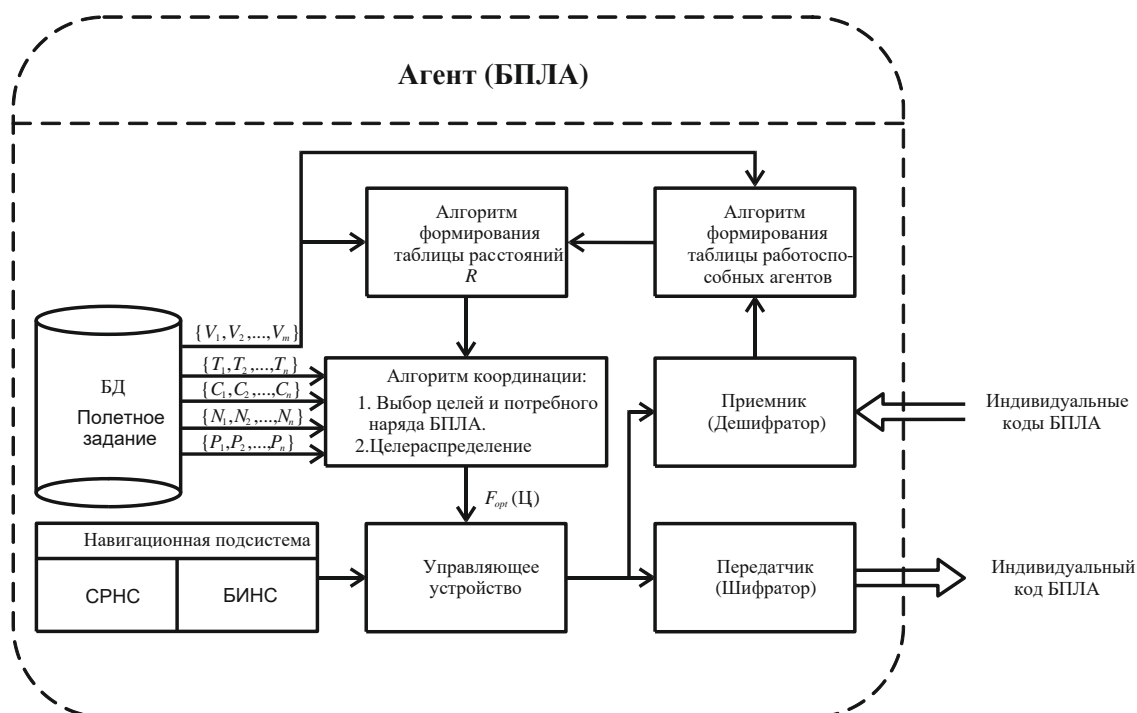 Агент (БПЛА)
Алгоритм
формирования
таблицы расстояний
R
Алгоритм
формирования
таблицы работоспо-
собных агентов
БД
Полетное
задание
{V₁,V₂,...,Vₘ}
{T₁,T₂,...,Tₙ}
{C₁,C₂,...,Cₙ}
{N₁,N₂,...,Nₙ}
{P₁,P₂,...,Pₙ}
Алгоритм координации:
1. Выбор целей и потребного
наряда БПЛА.
2.Целераспределение
Приемник
(Дешифратор)
Индивидуальные
коды БПЛА
F_opt (Ц)
Навигационная подсистема
СРНС
БИНС
Управляющее
устройство
Передатчик
(Шифратор)
Индивидуальный
код БПЛА